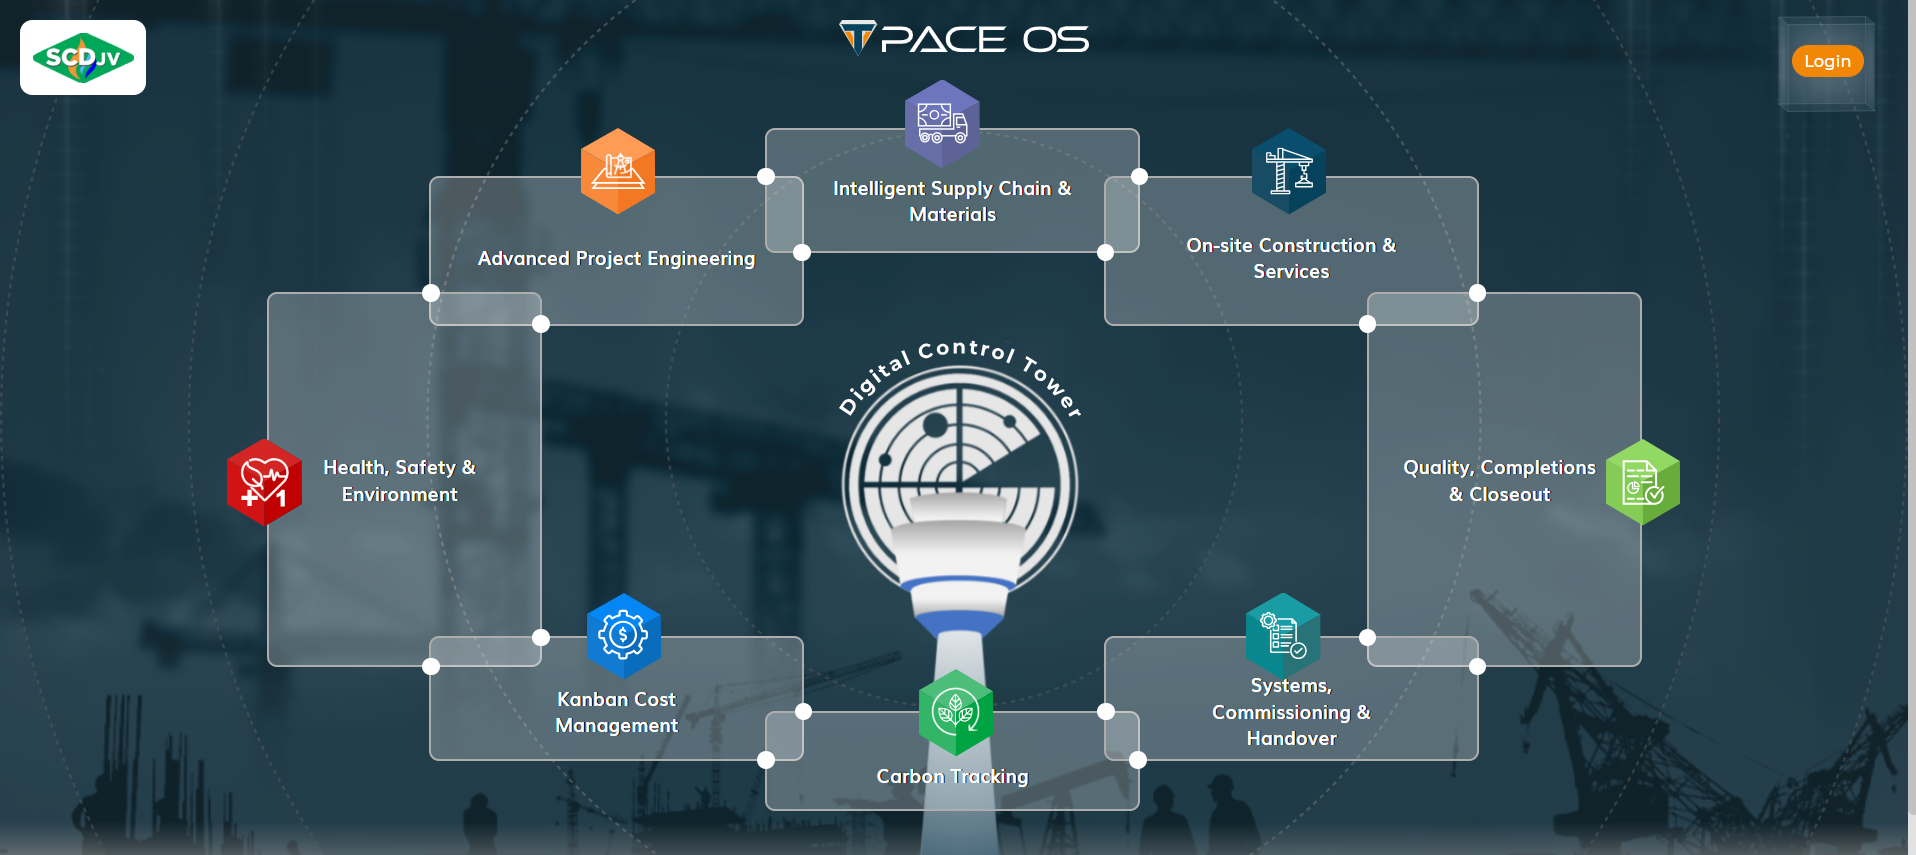 SCDJV
PACE OS
Login
Intelligent Supply Chain &
Materials
Advanced Project Engineering
On-site Construction &
Services
Digital Control Tower
Health, Safety &
Environment
+1
Quality, Completions
& Closeout
$
Kanban Cost
Management
Systems,
Commissioning &
Handover
Carbon Tracking